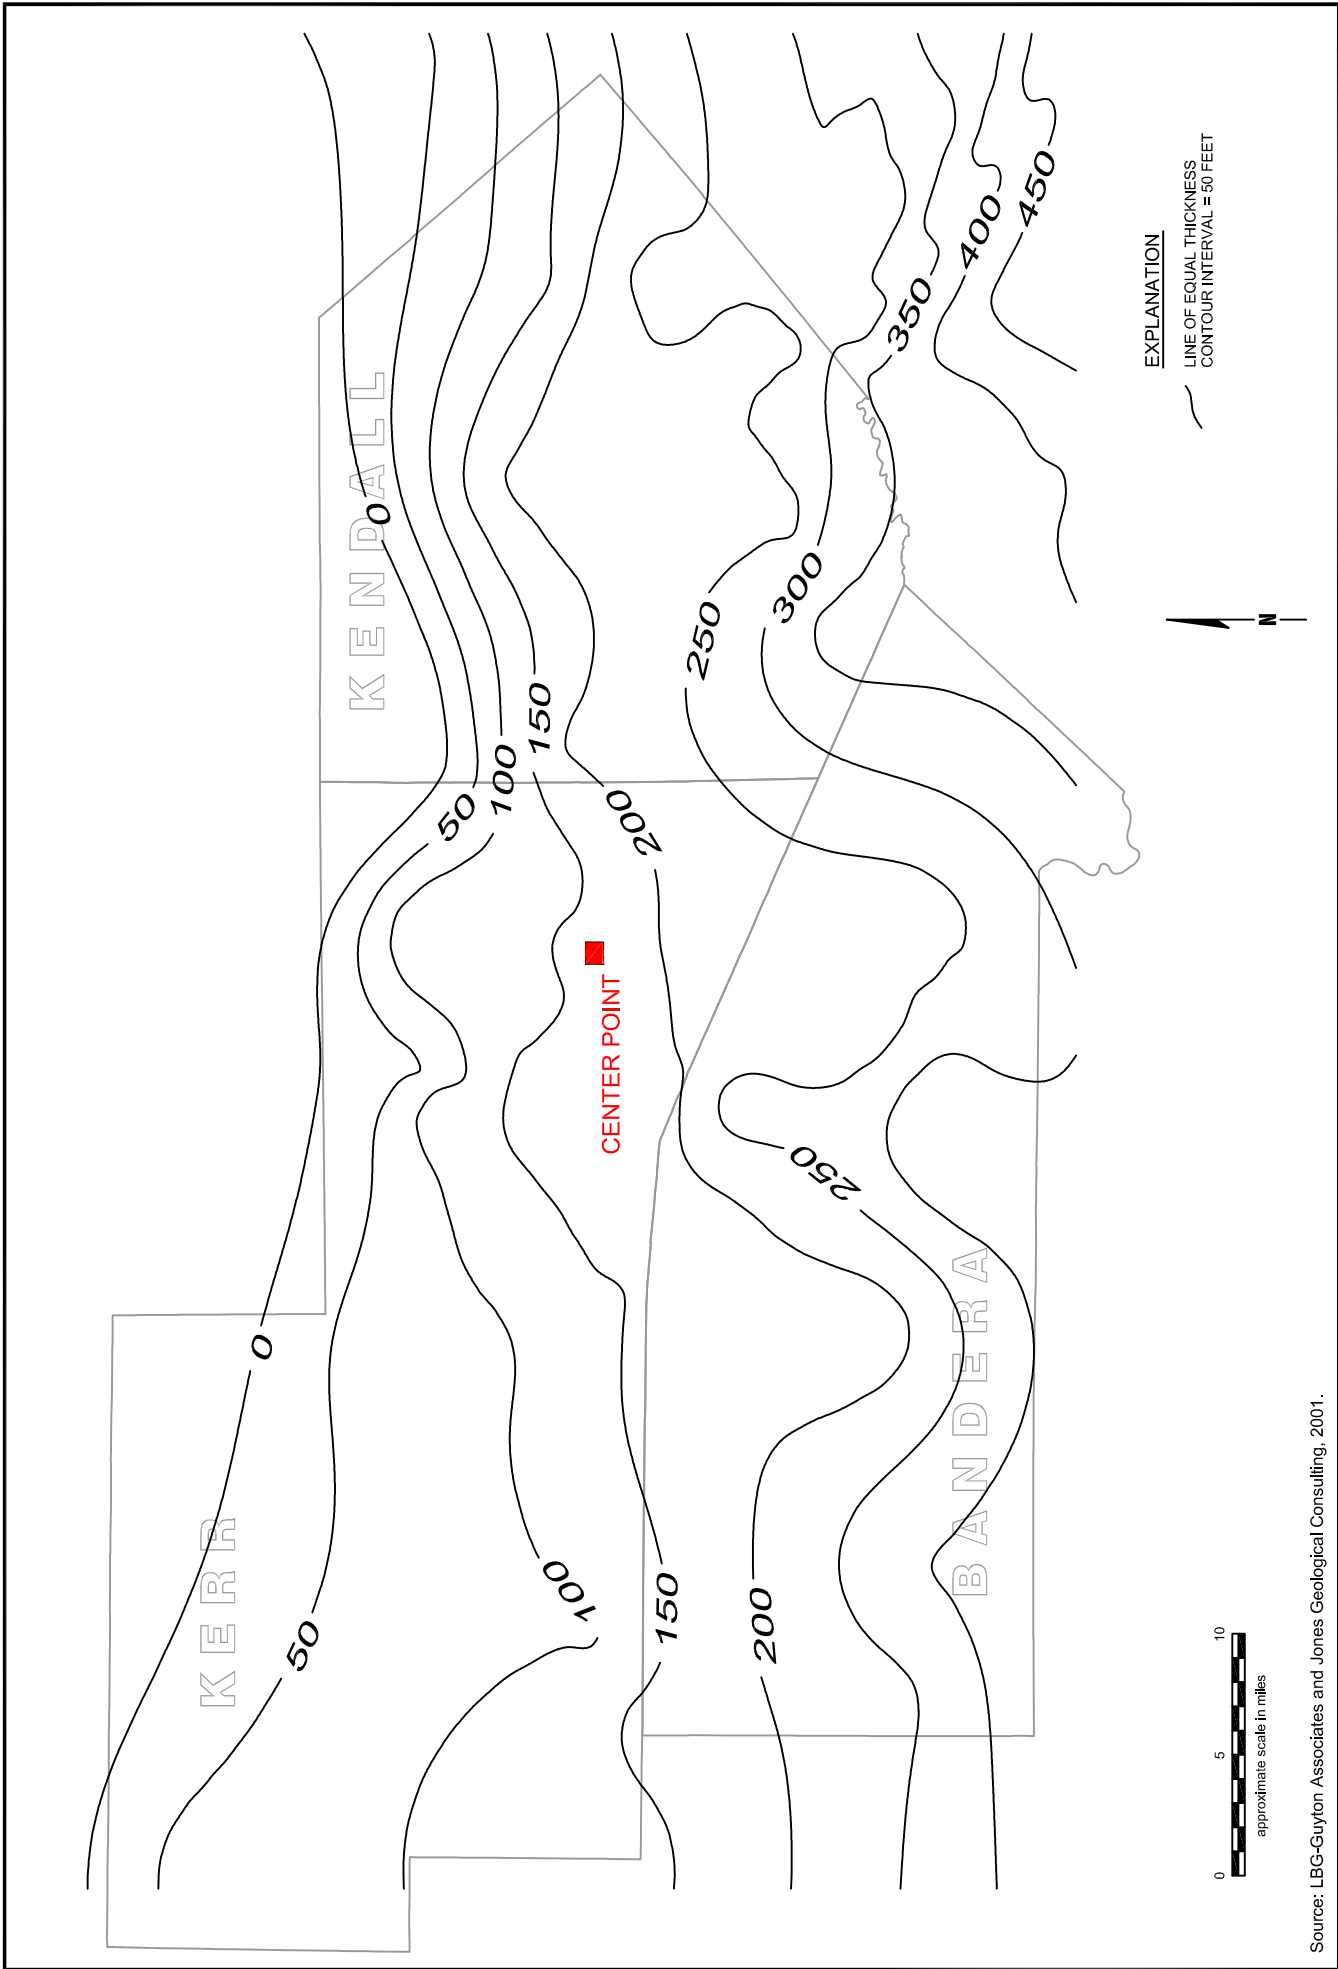 KERR
KENDALL
BANDERA
0
50
100
150
200
250
0
50
100
150
200
250
300
350
400
450
CENTER POINT
EXPLANATION
LINE OF EQUAL THICKNESS
CONTOUR INTERVAL = 50 FEET
N
0 5 10
approximate scale in miles
Source: LBG-Guyton Associates and Jones Geological Consulting, 2001.